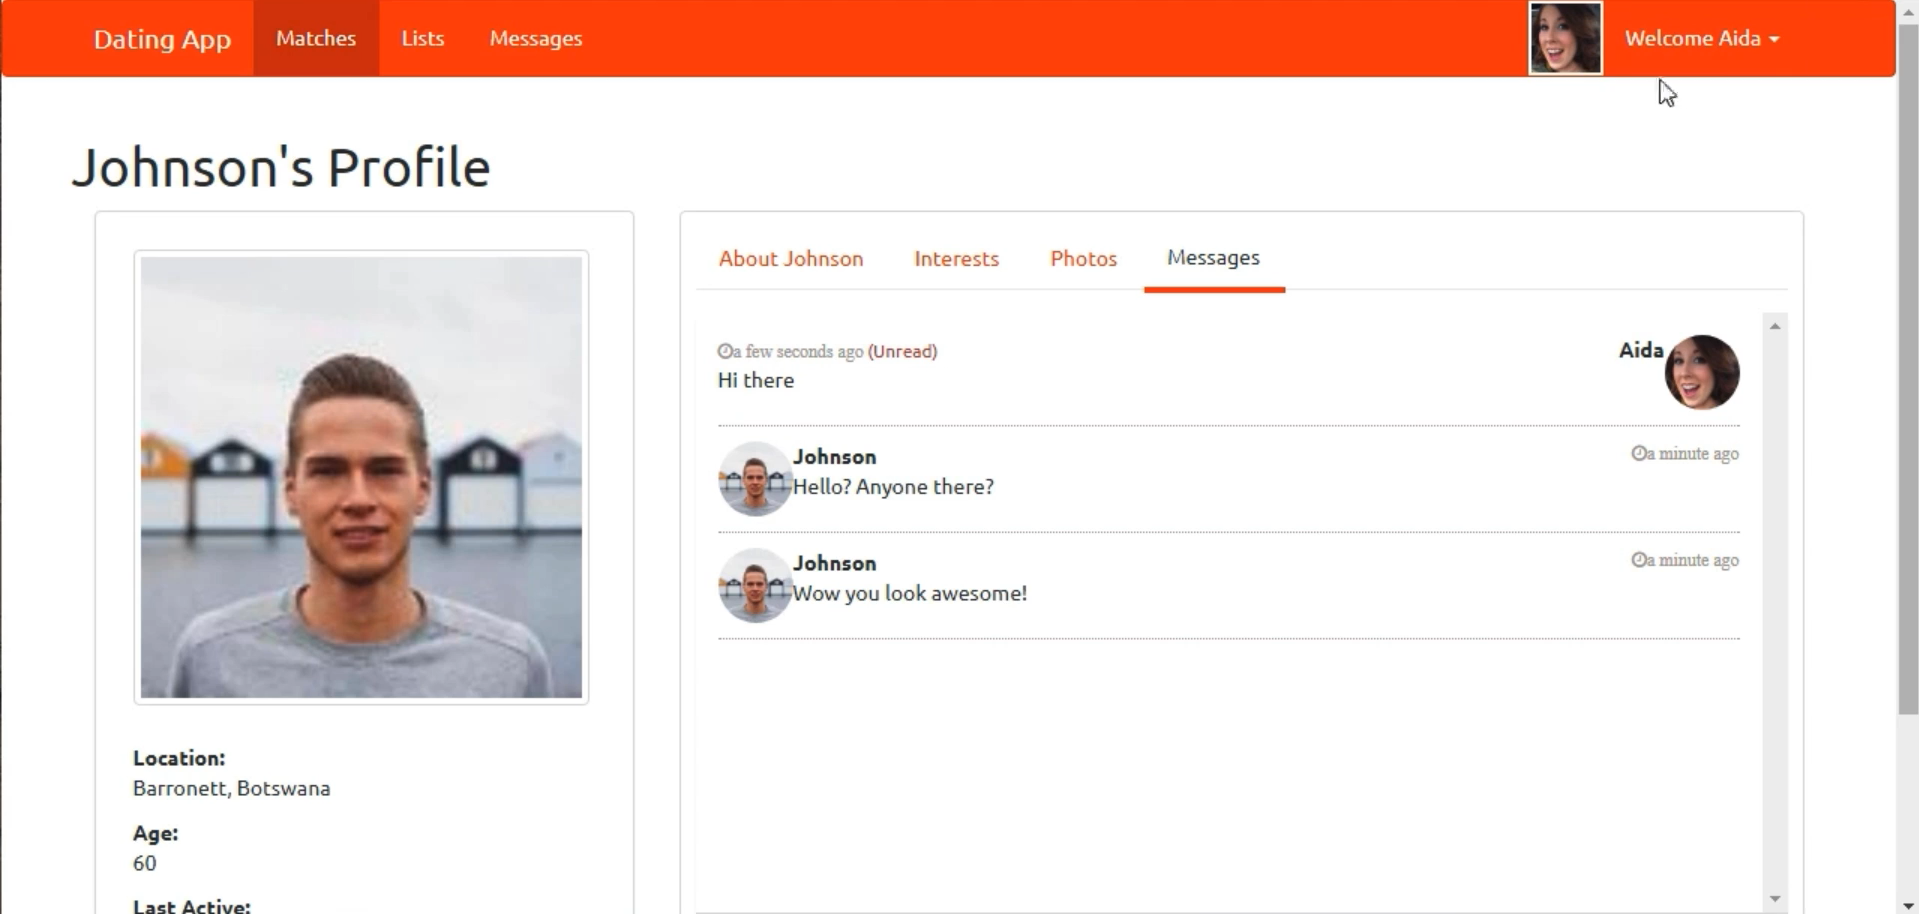 Dating App
Matches
Lists
Messages
Welcome Aida
Johnson's Profile
Location:
Barronett, Botswana
Age:
60
Last Active:
About Johnson
Interests
Photos
Messages
a few seconds ago (Unread)
Aida
Hi there
Johnson
a minute ago
Hello? Anyone there?
Johnson
a minute ago
Wow you look awesome!